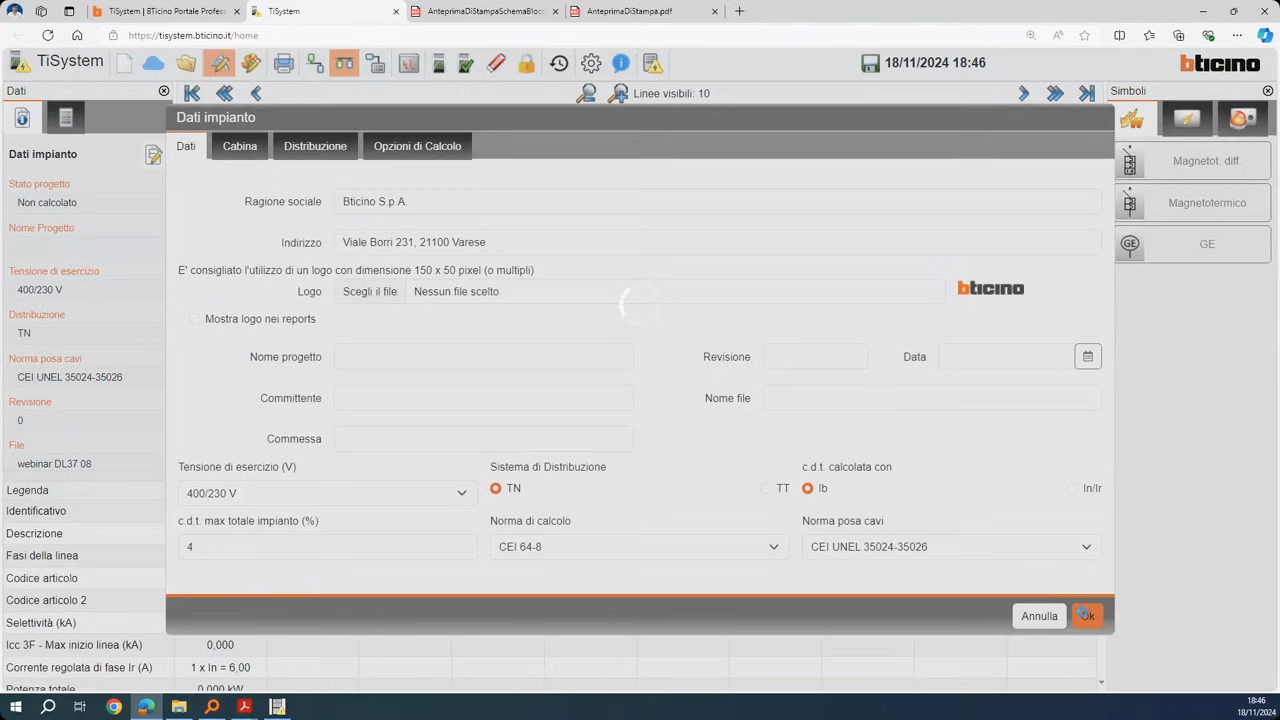 TiSystem | BTicino Portale Profess
TiSystem
AnteprimaDiStampaSchemaBlocc
AnteprimaDiStampa.pdf
https://tisystem.bticino.it/home
TiSystem
18/11/2024 18:46
bticino
Dati
Linee visibili: 10
Simboli
Dati impianto
Stato progetto
Non calcolato
Nome Progetto
Tensione di esercizio
400/230 V
Distribuzione
TN
Norma posa cavi
CEI UNEL 35024-35026
Revisione
0
File
webinar DL37 08
Legenda
Identificativo
Descrizione
Fasi della linea
Codice articolo
Codice articolo 2
Selettività (kA)
Icc 3F - Max inizio linea (kA) 0,000
Corrente regolata di fase Ir (A) 1 x In = 6,00
Potenza totale 0,000 kW
Dati impianto
Dati Cabina Distribuzione Opzioni di Calcolo
Ragione sociale Bticino S.p.A.
Indirizzo Viale Borri 231, 21100 Varese
E' consigliato l'utilizzo di un logo con dimensione 150 x 50 pixel (o multipli)
Logo Scegli il file Nessun file scelto bticino
Mostra logo nei reports
Nome progetto Revisione Data
Committente Nome file
Commessa
Tensione di esercizio (V) Sistema di Distribuzione c.d.t. calcolata con
400/230 V TN TT Ib In/Ir
c.d.t. max totale impianto (%) Norma di calcolo Norma posa cavi
4 CEI 64-8 CEI UNEL 35024-35026
Annulla Ok
Magnetot. diff.
Magnetotermico
GE GE
18:46
18/11/2024